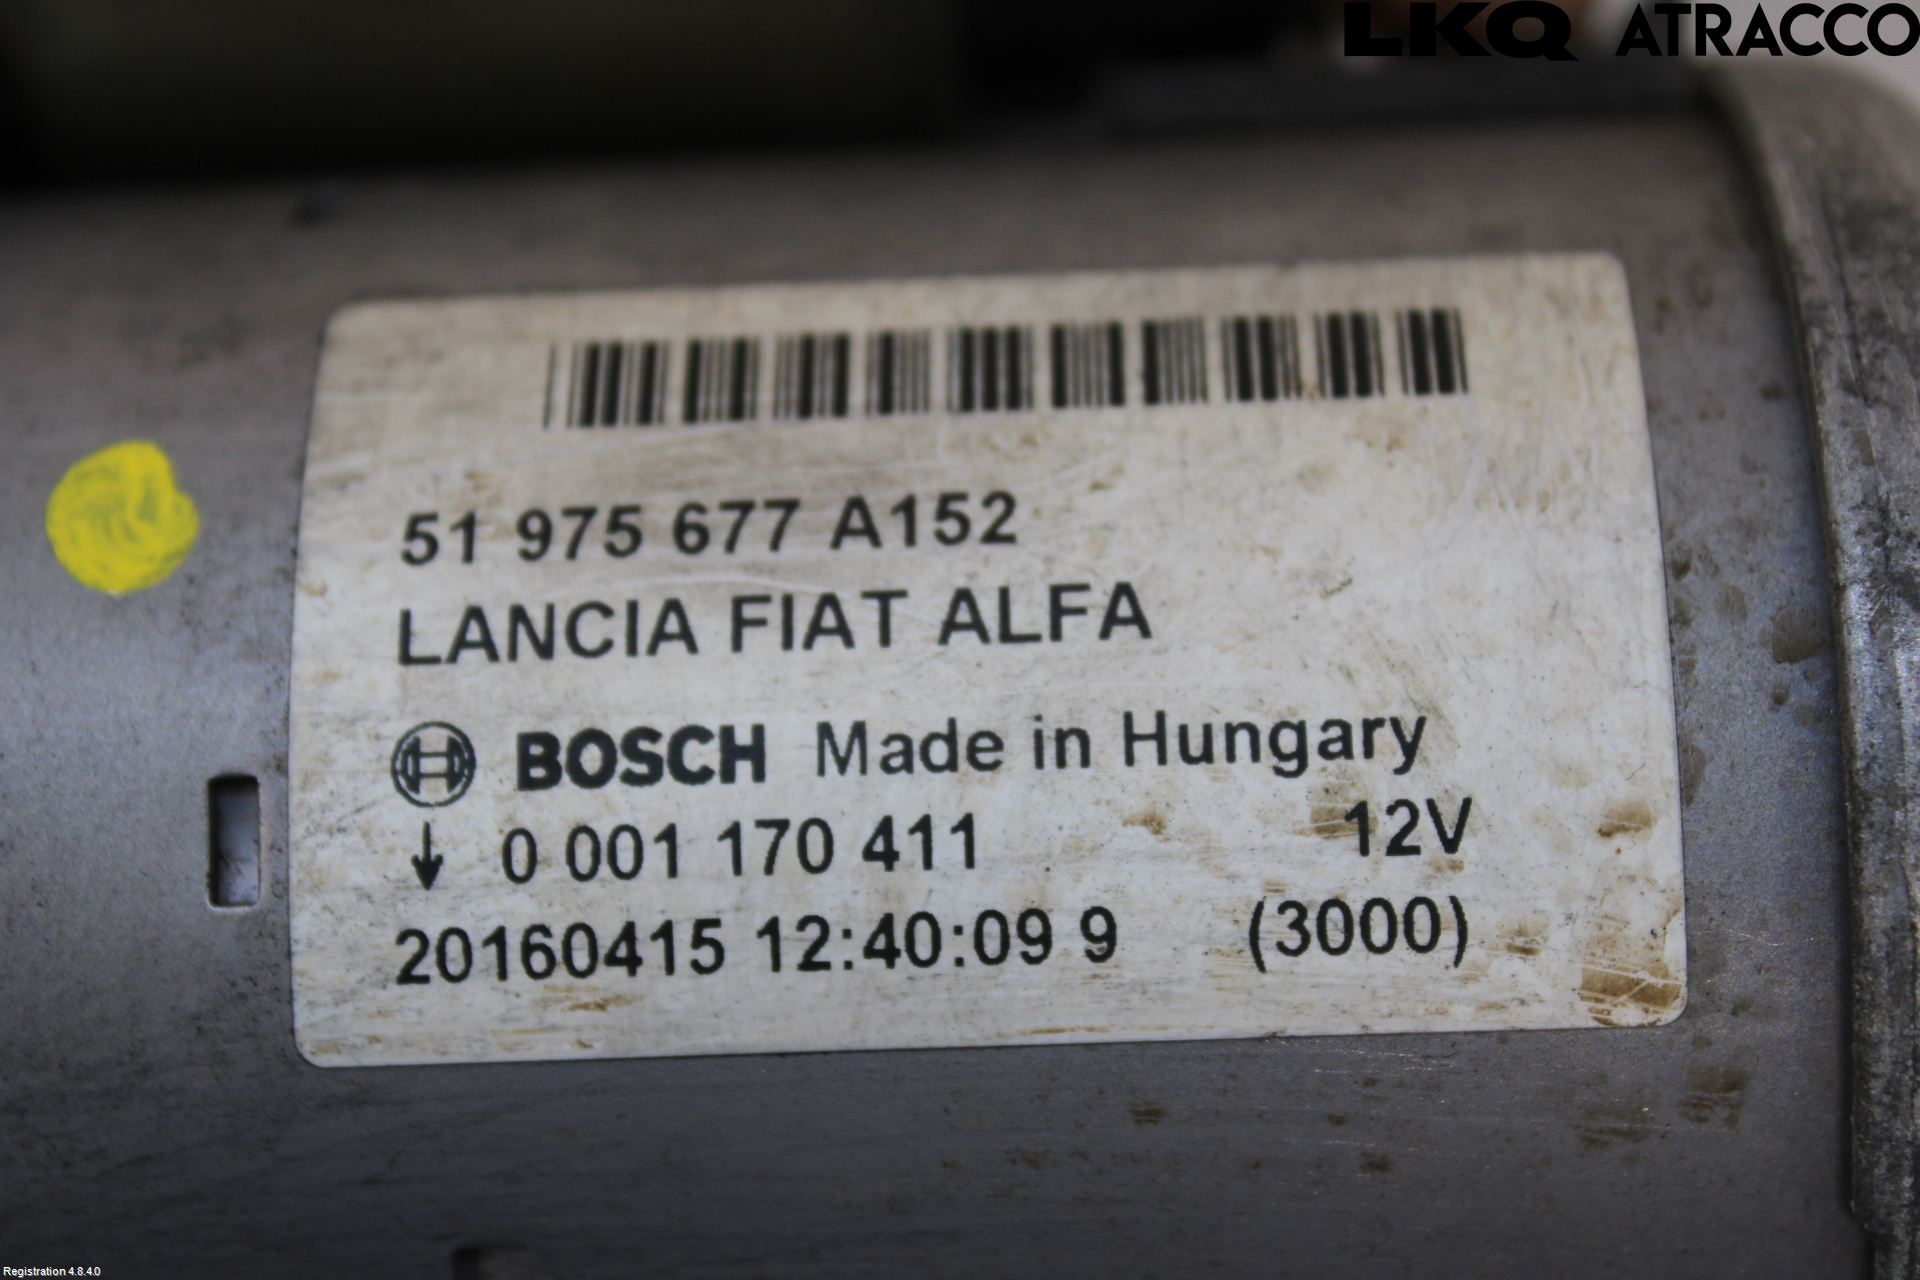 LKQ ATRACCO
51 975 677 A152
LANCIA FIAT ALFA
BOSCH Made in Hungary
↓ 0 001 170 411 12V
20160415 12:40:09 9 (3000)
Registration 4.8.4.0